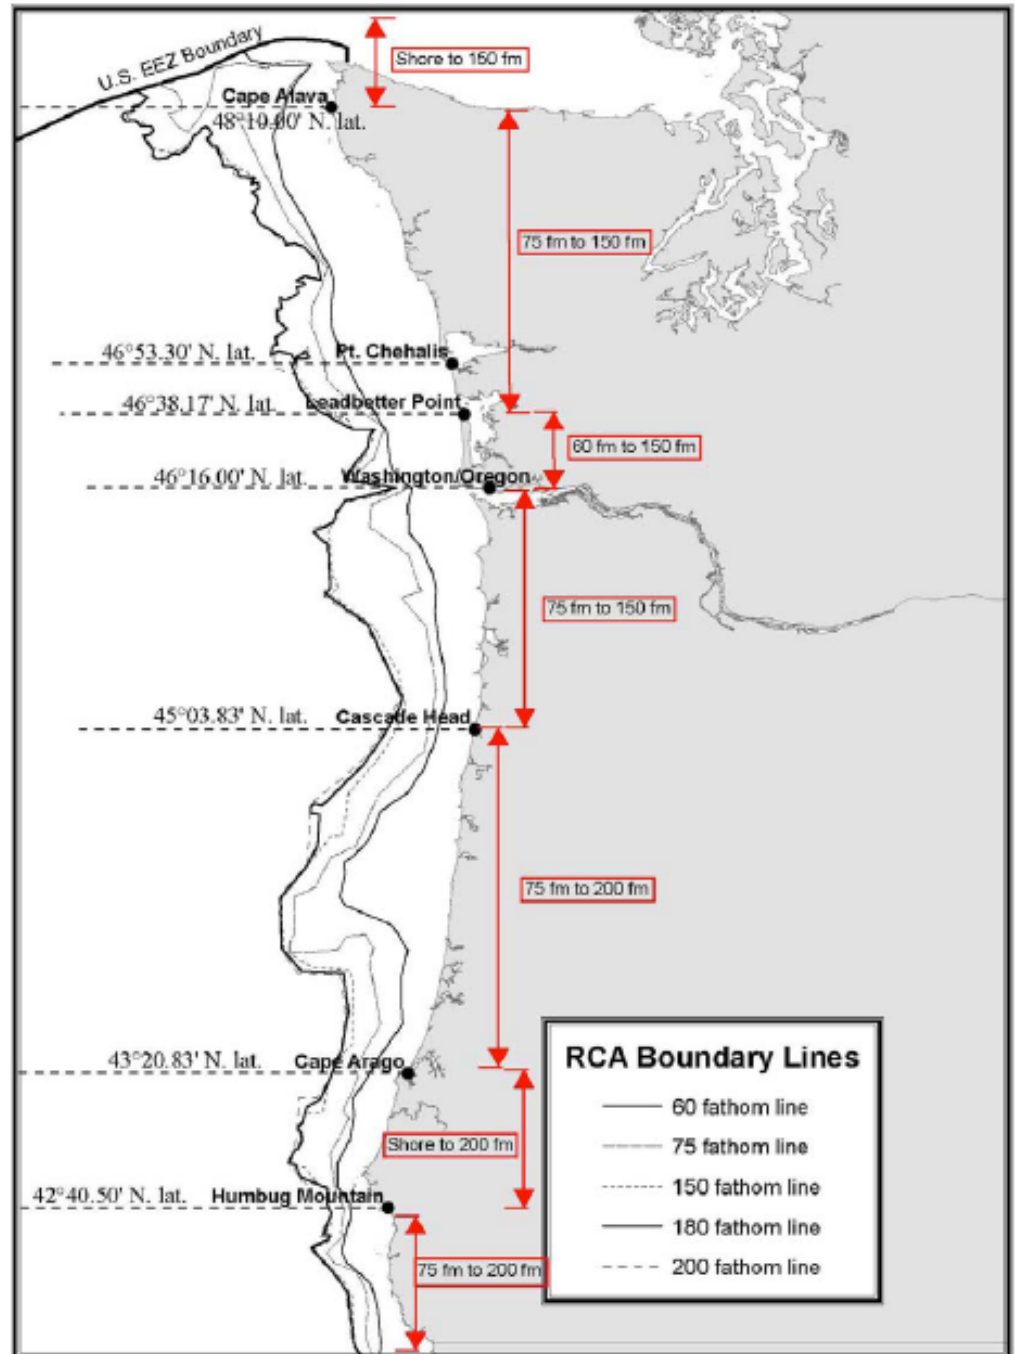 U.S. EEZ Boundary
Shore to 150 fm
Cape Alava
48°10.00' N. lat.
75 fm to 150 fm
46°53.30' N. lat.
Pt. Chehalis
46°38.17' N. lat.
Leadbetter Point
60 fm to 150 fm
46°16.00' N. lat.
Washington/Oregon
75 fm to 150 fm
45°03.83' N. lat.
Cascade Head
75 fm to 200 fm
43°20.83' N. lat.
Cape Arago
Shore to 200 fm
42°40.50' N. lat.
Humbug Mountain
75 fm to 200 fm
RCA Boundary Lines
60 fathom line
75 fathom line
150 fathom line
180 fathom line
200 fathom line